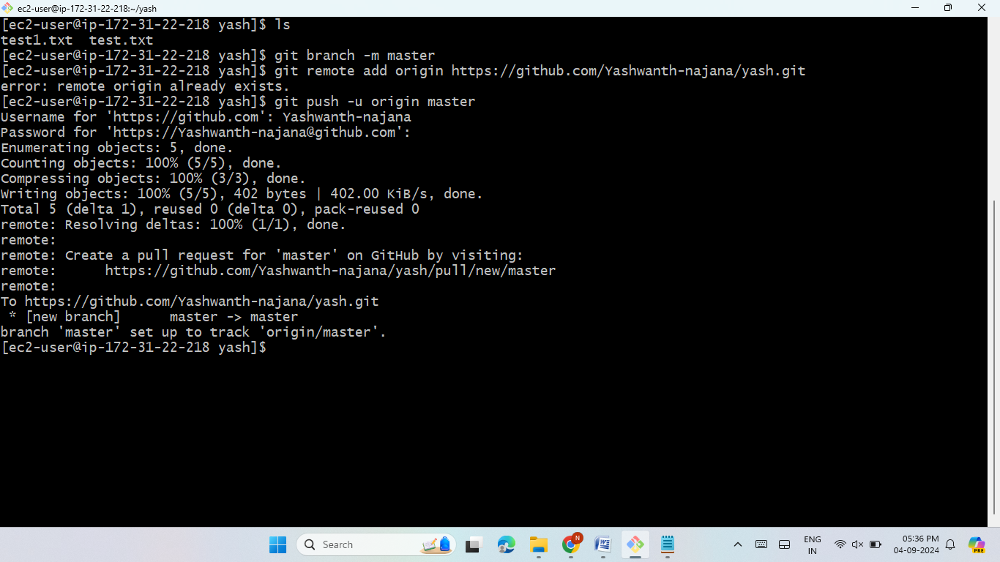 ec2-user@ip-172-31-22-218:~/yash
[ec2-user@ip-172-31-22-218 yash]$ ls
test1.txt  test.txt
[ec2-user@ip-172-31-22-218 yash]$ git branch -m master
[ec2-user@ip-172-31-22-218 yash]$ git remote add origin https://github.com/Yashwanth-najana/yash.git
error: remote origin already exists.
[ec2-user@ip-172-31-22-218 yash]$ git push -u origin master
Username for 'https://github.com': Yashwanth-najana
Password for 'https://Yashwanth-najana@github.com':
Enumerating objects: 5, done.
Counting objects: 100% (5/5), done.
Compressing objects: 100% (3/3), done.
Writing objects: 100% (5/5), 402 bytes | 402.00 KiB/s, done.
Total 5 (delta 1), reused 0 (delta 0), pack-reused 0
remote: Resolving deltas: 100% (1/1), done.
remote:
remote: Create a pull request for 'master' on GitHub by visiting:
remote:      https://github.com/Yashwanth-najana/yash/pull/new/master
remote:
To https://github.com/Yashwanth-najana/yash.git
 * [new branch]      master -> master
branch 'master' set up to track 'origin/master'.
[ec2-user@ip-172-31-22-218 yash]$
Search
N
W
ENG
IN
05:36 PM
04-09-2024
PRE